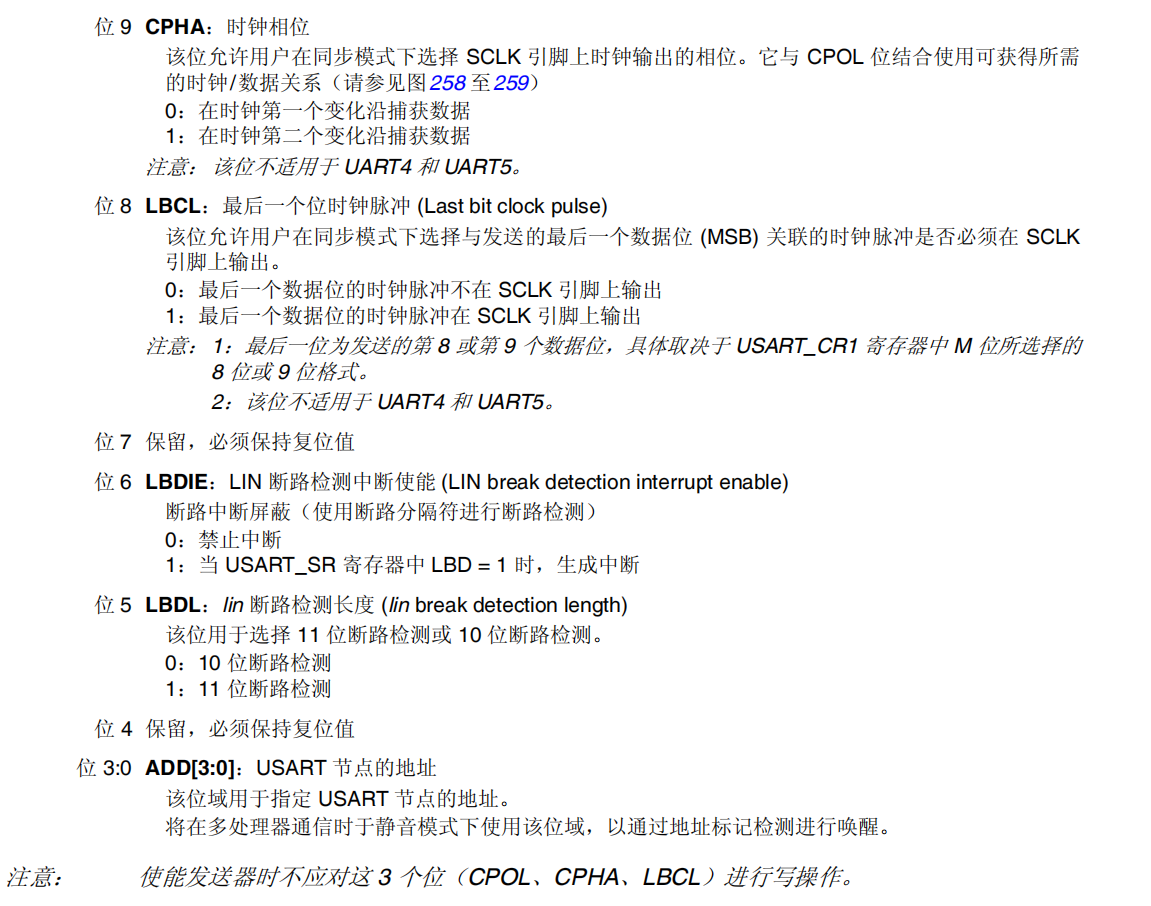 位 9 CPHA：时钟相位
该位允许用户在同步模式下选择 SCLK 引脚上时钟输出的相位。它与 CPOL 位结合使用可获得所需
的时钟/数据关系（请参见图258 至259）
0：在时钟第一个变化沿捕获数据
1：在时钟第二个变化沿捕获数据
注意： 该位不适用于 UART4 和 UART5。
位 8 LBCL：最后一个位时钟脉冲 (Last bit clock pulse)
该位允许用户在同步模式下选择与发送的最后一个数据位 (MSB) 关联的时钟脉冲是否必须在 SCLK
引脚上输出。
0：最后一个数据位的时钟脉冲不在 SCLK 引脚上输出
1：最后一个数据位的时钟脉冲在 SCLK 引脚上输出
注意： 1：最后一位为发送的第 8 或第 9 个数据位，具体取决于 USART_CR1 寄存器中 M 位所选择的
8 位或 9 位格式。
2：该位不适用于 UART4 和 UART5。
位 7 保留，必须保持复位值
位 6 LBDIE：LIN 断路检测中断使能 (LIN break detection interrupt enable)
断路中断屏蔽（使用断路分隔符进行断路检测）
0：禁止中断
1：当 USART_SR 寄存器中 LBD = 1 时，生成中断
位 5 LBDL：lin 断路检测长度 (lin break detection length)
该位用于选择 11 位断路检测或 10 位断路检测。
0：10 位断路检测
1：11 位断路检测
位 4 保留，必须保持复位值
位 3:0 ADD[3:0]：USART 节点的地址
该位域用于指定 USART 节点的地址。
将在多处理器通信时于静音模式下使用该位域，以通过地址标记检测进行唤醒。
注意： 使能发送器时不应对这 3 个位（CPOL、CPHA、LBCL）进行写操作。